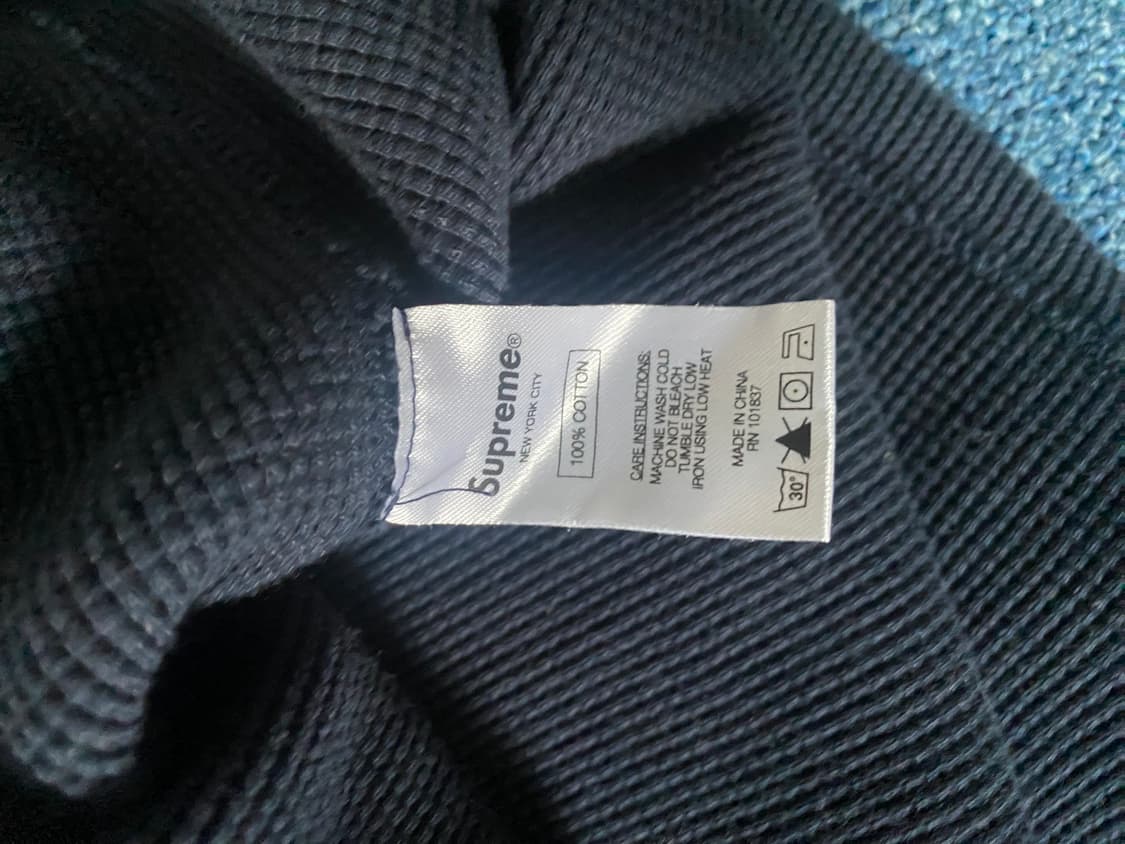 Supreme®
NEW YORK CITY
100% COTTON
CARE INSTRUCTIONS:
MACHINE WASH COLD
DO NOT BLEACH
TUMBLE DRY LOW
IRON USING LOW HEAT
MADE IN CHINA
RN 101837
30°